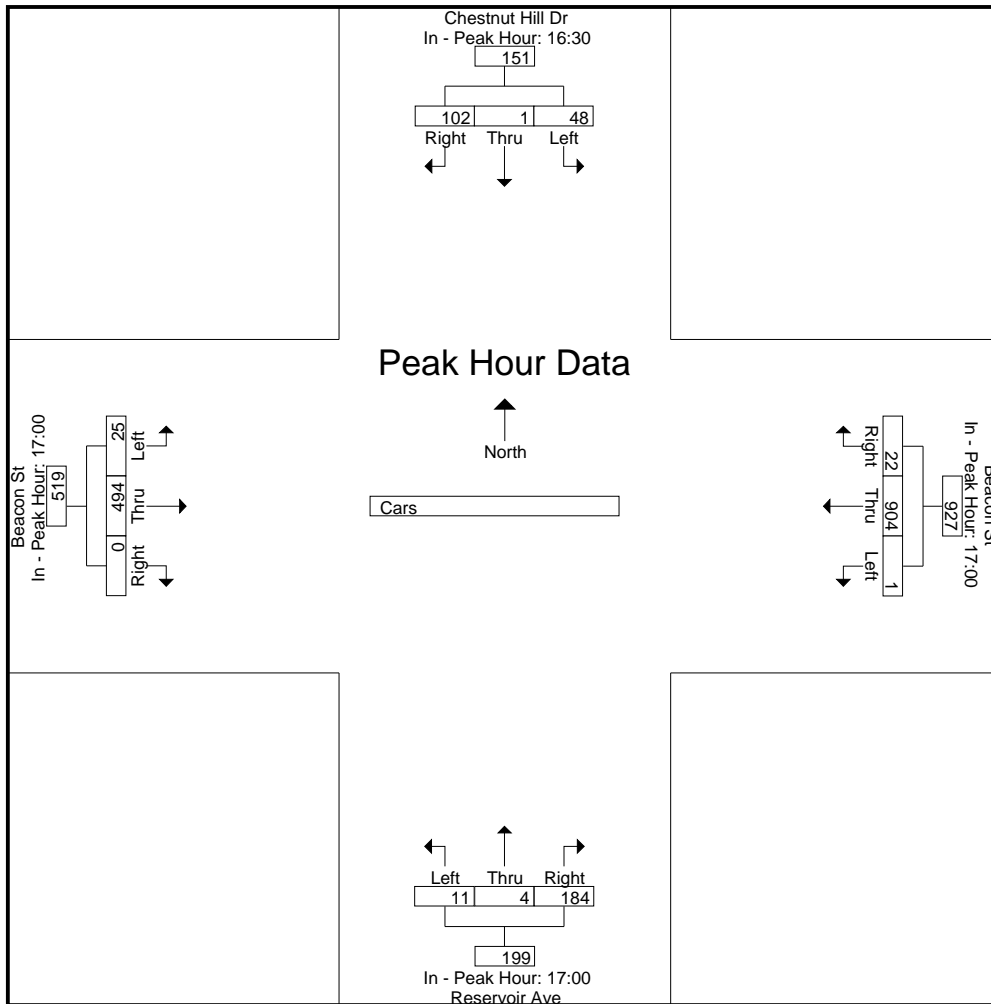 Chestnut Hill Dr
In - Peak Hour: 16:30
151
102 1 48
Right Thru Left
Peak Hour Data
North
Cars
Beacon St
In - Peak Hour: 17:00
519
25 494 0
Left Thru Right
Beacon St
In - Peak Hour: 17:00
927
22 904 1
Right Thru Left
Left Thru Right
11 4 184
199
In - Peak Hour: 17:00
Reservoir Ave